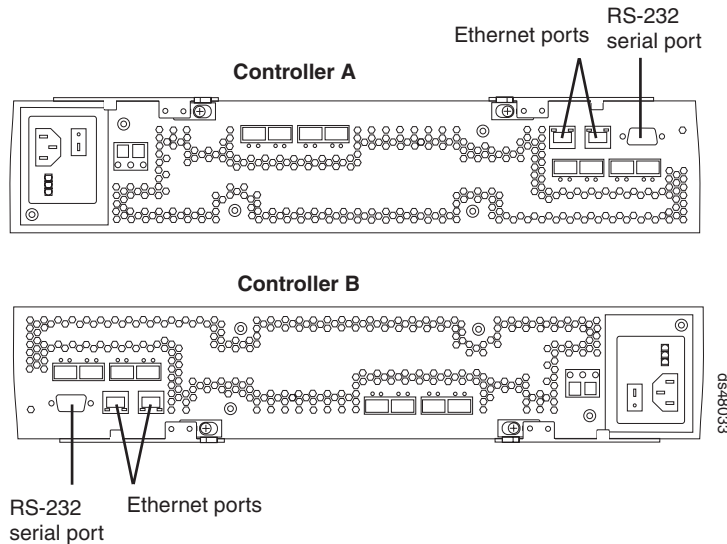 RS-232
serial port
Ethernet ports
Controller A
Controller B
ds48033
RS-232
serial port
Ethernet ports